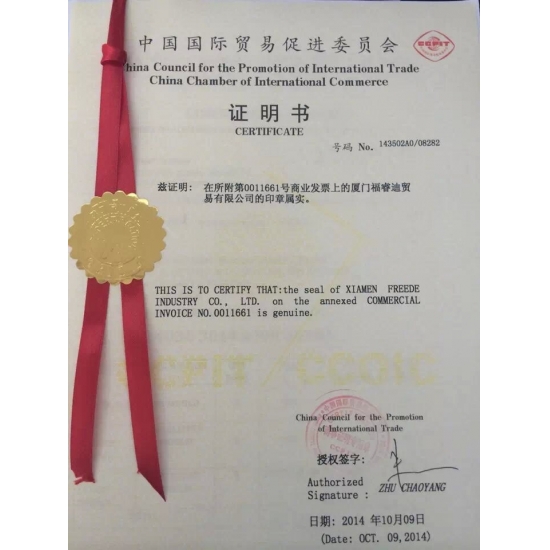 中国国际贸易促进委员会
CCPIT
China Council for the Promotion of International Trade
China Chamber of International Commerce
证明书
CERTIFICATE
号码 No. 143502A0/08282
兹证明: 在所附第0011661号商业发票上的厦门福睿迪贸
易有限公司的印章属实。
THIS IS TO CERTIFY THAT:the seal of XIAMEN FREEDE
INDUSTRY CO., LTD. on the annexed COMMERCIAL
INVOICE NO.0011661 is genuine.
CCPIT/CCOIC
China Council for the Promotion
of International Trade
授权签字:
Authorized
Signature : ZHU CHAOYANG
日期: 2014 年10月09日
(Date: OCT. 09,2014)